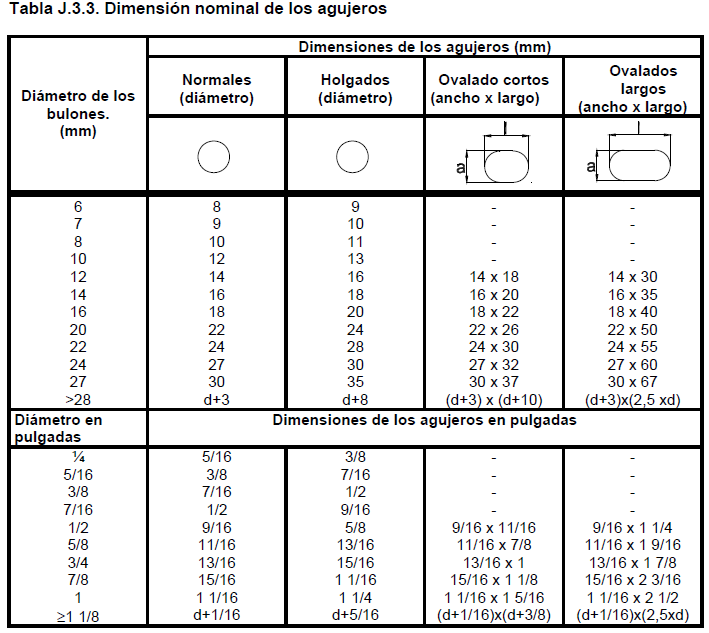 Tabla J.3.3. Dimensión nominal de los agujeros
Diámetro de los bulones. (mm)
Dimensiones de los agujeros (mm)
Normales (diámetro)
Holgados (diámetro)
Ovalado cortos (ancho x largo)
Ovalados largos (ancho x largo)
l
a
l
a
6 8 9 - -
7 9 10 - -
8 10 11 - -
10 12 13 - -
12 14 16 14 x 18 14 x 30
14 16 18 16 x 20 16 x 35
16 18 20 18 x 22 18 x 40
20 22 24 22 x 26 22 x 50
22 24 28 24 x 30 24 x 55
24 27 30 27 x 32 27 x 60
27 30 35 30 x 37 30 x 67
>28 d+3 d+8 (d+3) x (d+10) (d+3)x(2,5 xd)
Diámetro en pulgadas
Dimensiones de los agujeros en pulgadas
¼ 5/16 3/8 - -
5/16 3/8 7/16 - -
3/8 7/16 1/2 - -
7/16 1/2 9/16 - -
1/2 9/16 5/8 9/16 x 11/16 9/16 x 1 1/4
5/8 11/16 13/16 11/16 x 7/8 11/16 x 1 9/16
3/4 13/16 15/16 13/16 x 1 13/16 x 1 7/8
7/8 15/16 1 1/16 15/16 x 1 1/8 15/16 x 2 3/16
1 1 1/16 1 1/4 1 1/16 x 1 5/16 1 1/16 x 2 1/2
≥1 1/8 d+1/16 d+5/16 (d+1/16)x(d+3/8) (d+1/16)x(2,5xd)